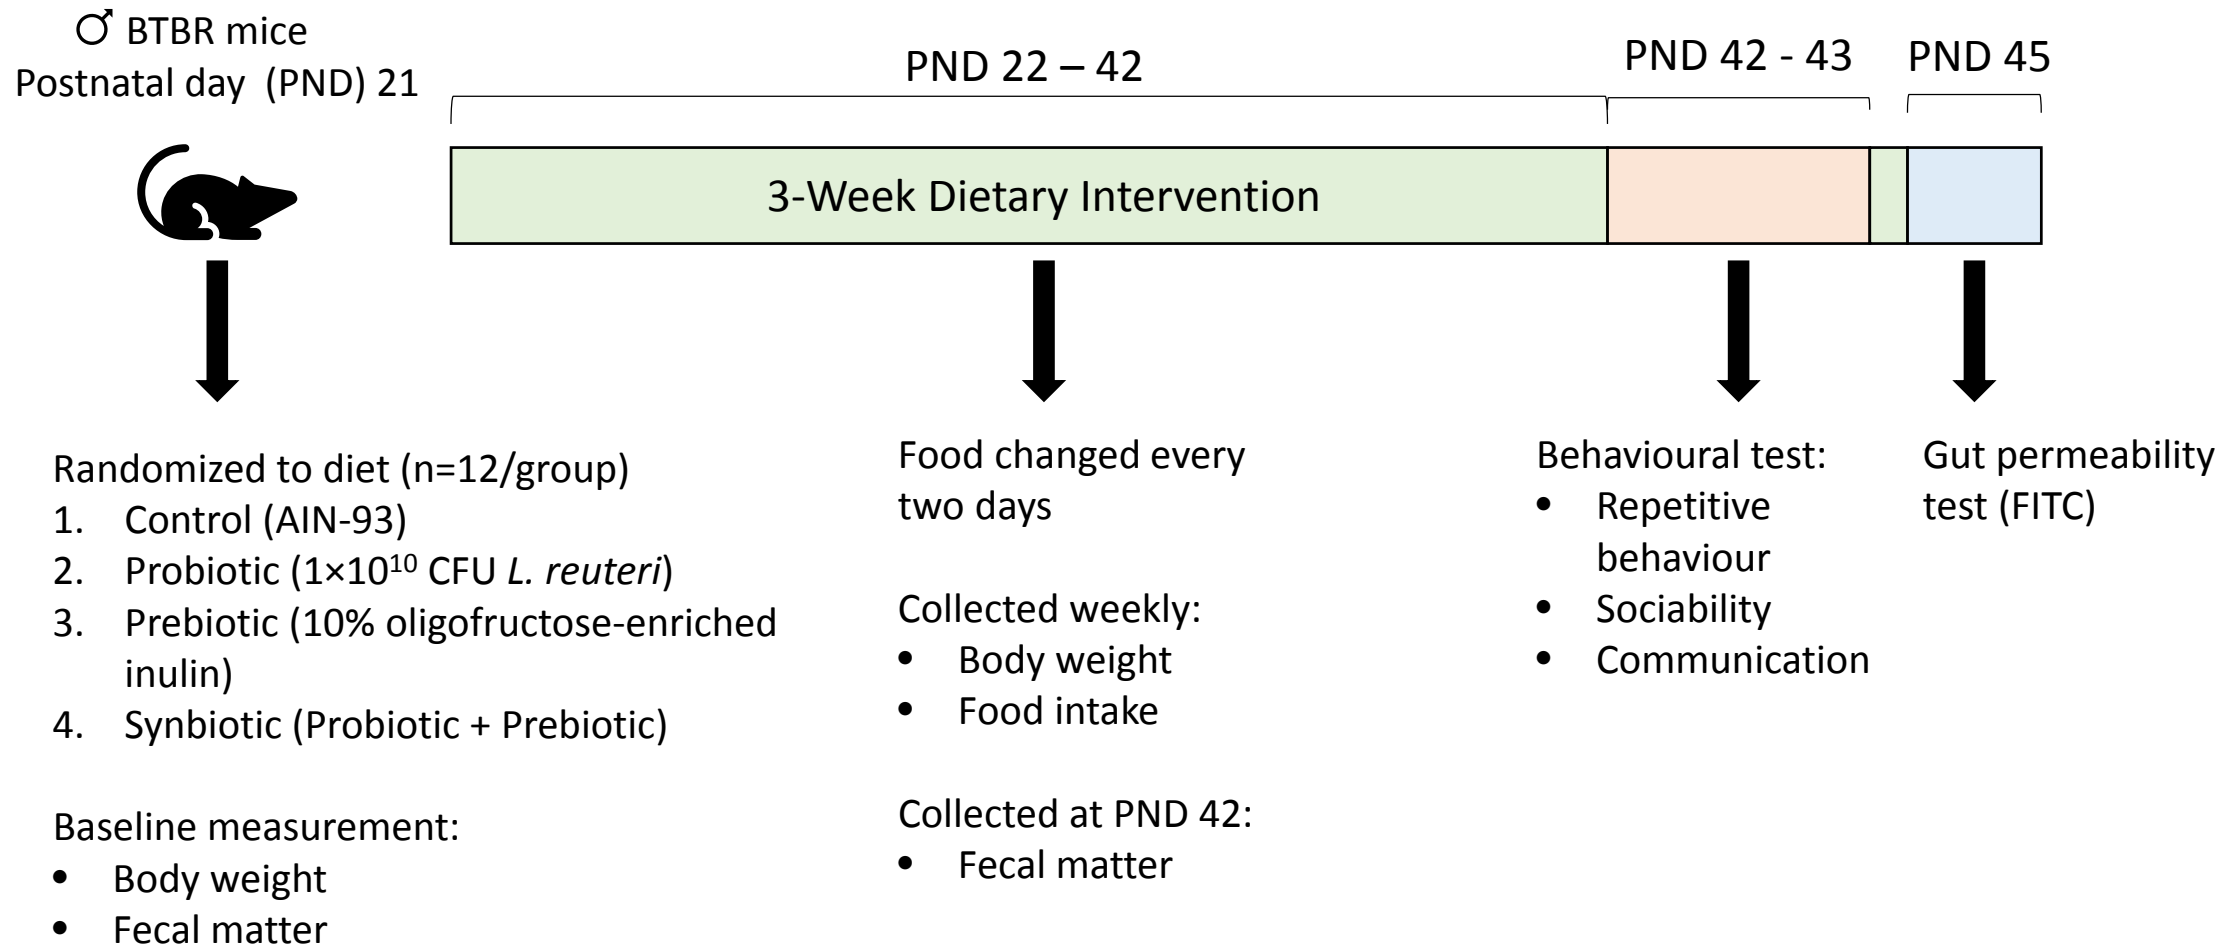 ♂ BTBR mice
Postnatal day (PND) 21
PND 22 – 42
PND 42 - 43
PND 45
3-Week Dietary Intervention
Randomized to diet (n=12/group)
1. Control (AIN-93)
2. Probiotic (1×10¹⁰ CFU L. reuteri)
3. Prebiotic (10% oligofructose-enriched
inulin)
4. Synbiotic (Probiotic + Prebiotic)
Baseline measurement:
• Body weight
• Fecal matter
Food changed every
two days
Collected weekly:
• Body weight
• Food intake
Collected at PND 42:
• Fecal matter
Behavioural test:
• Repetitive
behaviour
• Sociability
• Communication
Gut permeability
test (FITC)